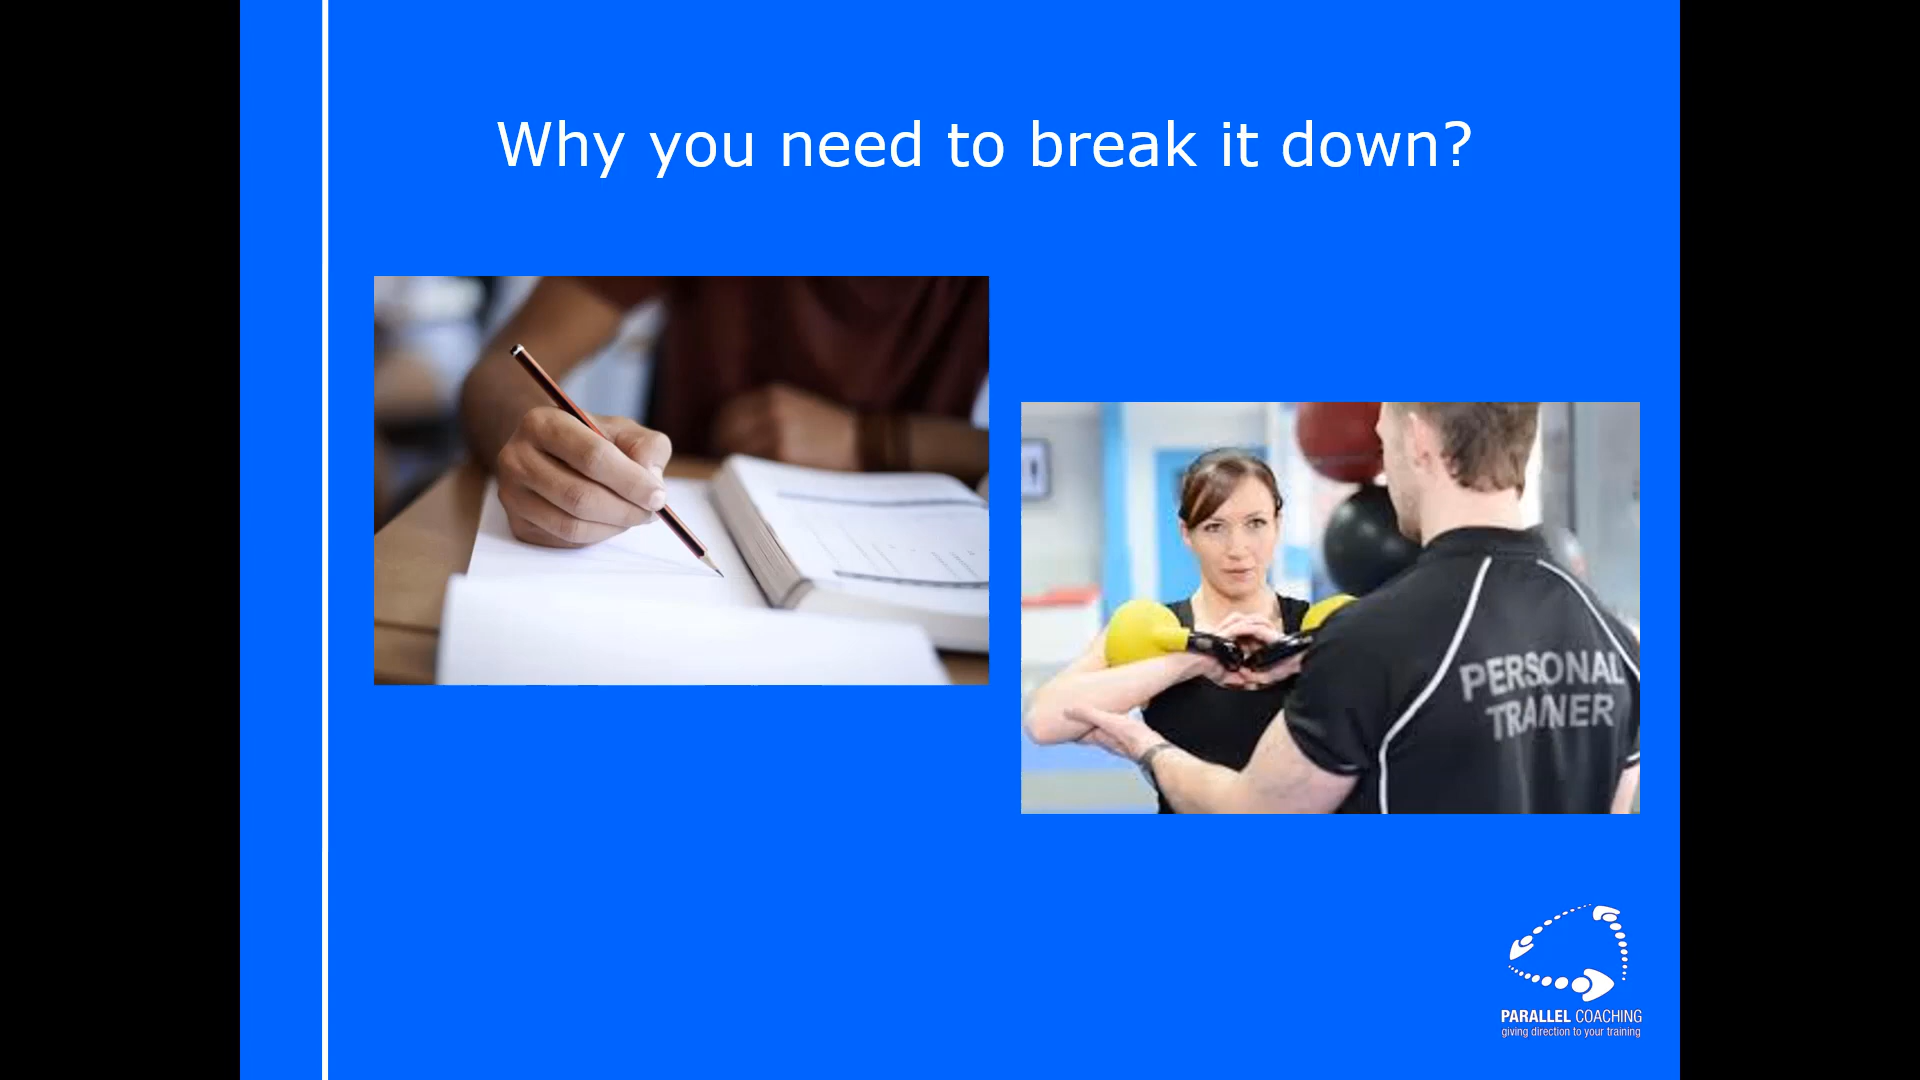 Why you need to break it down?
PERSONAL
TRAINER
PARALLEL COACHING
giving direction to your training